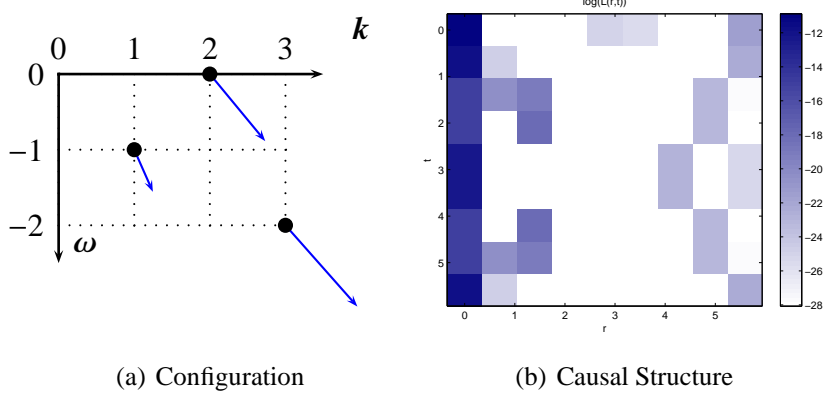 log(L(r,t))
0 1 2 3 k
0
−1
−2
ω
0
1
2
3
4
5
t
0 1 2 3 4 5
r
−12
−14
−16
−18
−20
−22
−24
−26
−28
(a) Configuration
(b) Causal Structure